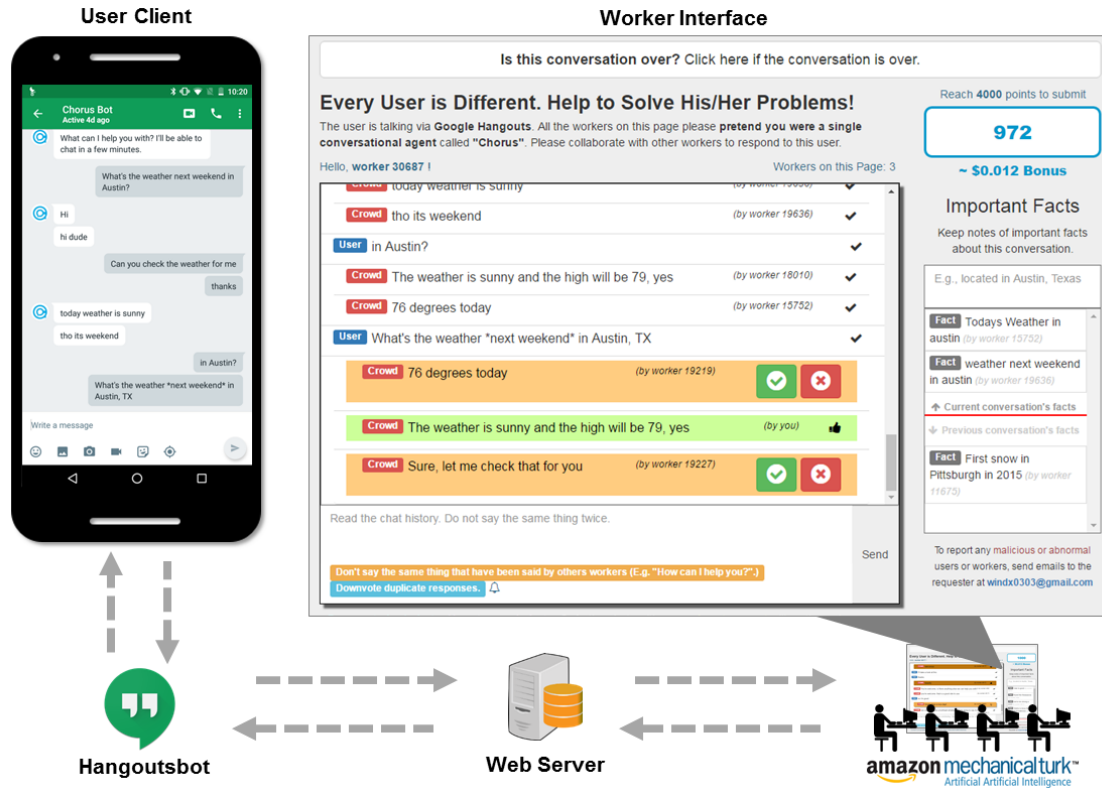 User Client
Worker Interface
10:20
Chorus Bot
Active 4d ago
What can I help you with? I'll be able to
chat in a few minutes.
What's the weather next weekend in
Austin?
Hi
hi dude
Can you check the weather for me
thanks
today weather is sunny
tho its weekend
in Austin?
What's the weather *next weekend* in
Austin, TX
Write a message
Is this conversation over? Click here if the conversation is over.
Every User is Different. Help to Solve His/Her Problems!
The user is talking via Google Hangouts. All the workers on this page please pretend you were a single
conversational agent called "Chorus". Please collaborate with other workers to respond to this user.
Hello, worker 30687 !
Workers on this Page: 3
Crowd today weather is sunny
Crowd tho its weekend (by worker 19636)
User in Austin?
Crowd The weather is sunny and the high will be 79, yes (by worker 18010)
Crowd 76 degrees today (by worker 15752)
User What's the weather *next weekend* in Austin, TX
Crowd 76 degrees today (by worker 19219)
Crowd The weather is sunny and the high will be 79, yes (by you)
Crowd Sure, let me check that for you (by worker 19227)
Read the chat history. Do not say the same thing twice.
Send
Don't say the same thing that have been said by others workers (E.g. "How can I help you?".)
Downvote duplicate responses.
Reach 4000 points to submit
972
~ $0.012 Bonus
Important Facts
Keep notes of important facts
about this conversation.
E.g., located in Austin, Texas
Fact Todays Weather in
austin (by worker 15752)
Fact weather next weekend
in austin (by worker 19636)
Current conversation's facts
Previous conversation's facts
Fact First snow in
Pittsburgh in 2015 (by worker
11675)
To report any malicious or abnormal
users or workers, send emails to the
requester at windx0303@gmail.com
Hangoutsbot
Web Server
amazon mechanical turk™
Artificial Artificial Intelligence